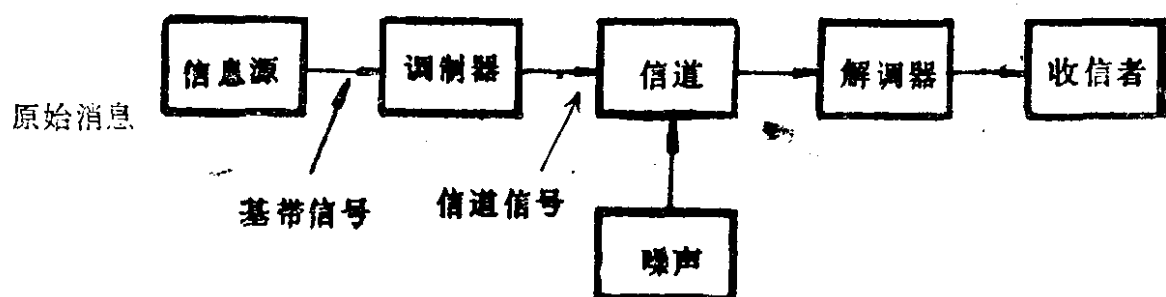 信息源
调制器
信道
解调器
收信者
原始消息
基带信号
信道信号
噪声